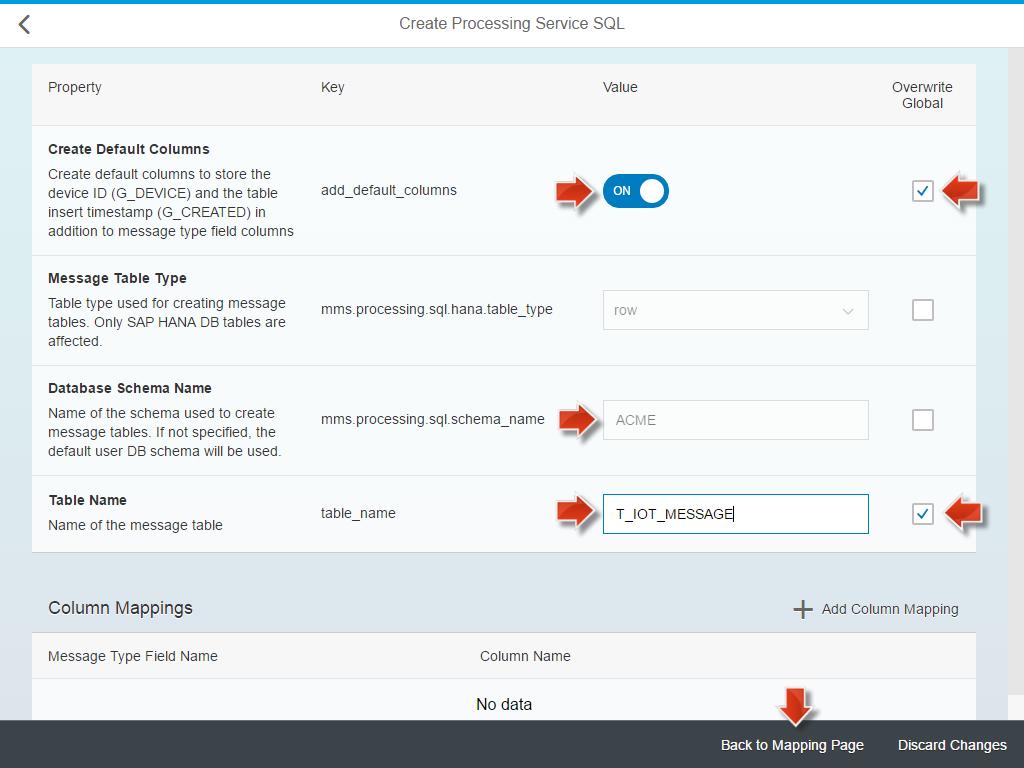 Create Processing Service SQL
Property
Key
Value
Overwrite
Global
Create Default Columns
Create default columns to store the
device ID (G_DEVICE) and the table
insert timestamp (G_CREATED) in
addition to message type field columns
add_default_columns
ON
Message Table Type
Table type used for creating message
tables. Only SAP HANA DB tables are
affected.
mms.processing.sql.hana.table_type
row
Database Schema Name
Name of the schema used to create
message tables. If not specified, the
default user DB schema will be used.
mms.processing.sql.schema_name
ACME
Table Name
Name of the message table
table_name
T_IOT_MESSAGE
Column Mappings
Add Column Mapping
Message Type Field Name
Column Name
No data
Back to Mapping Page
Discard Changes